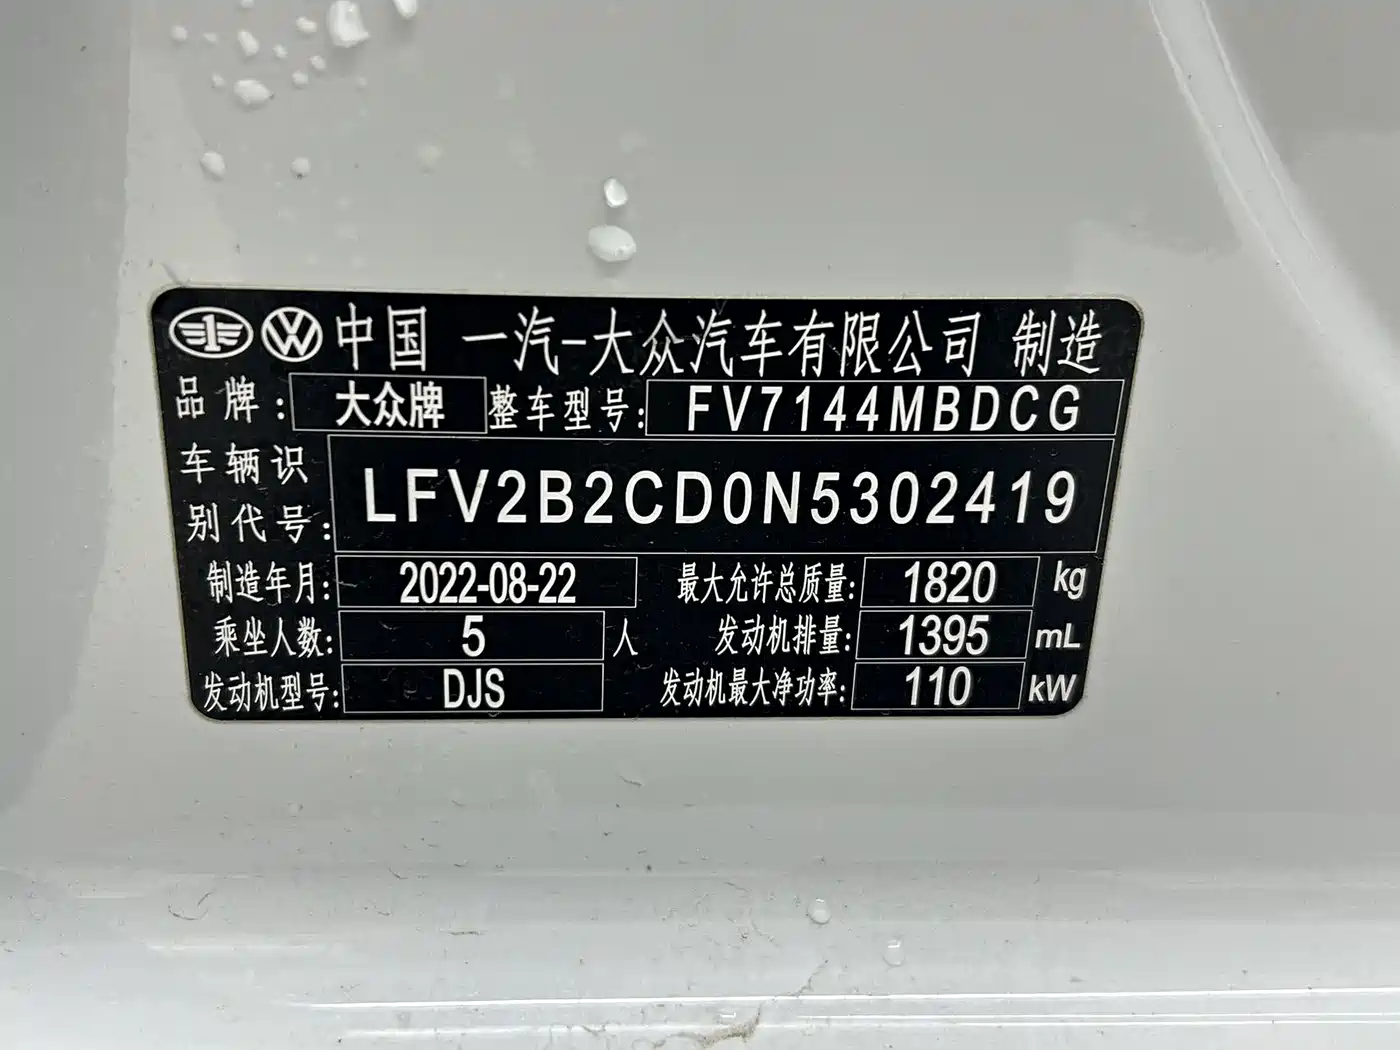 中国 一汽-大众汽车有限公司 制造
品牌: 大众牌 整车型号: FV7144MBDCG
车辆识别代号: LFV2B2CD0N5302419
制造年月: 2022-08-22 最大允许总质量: 1820 kg
乘坐人数: 5 人 发动机排量: 1395 mL
发动机型号: DJS 发动机最大净功率: 110 kW